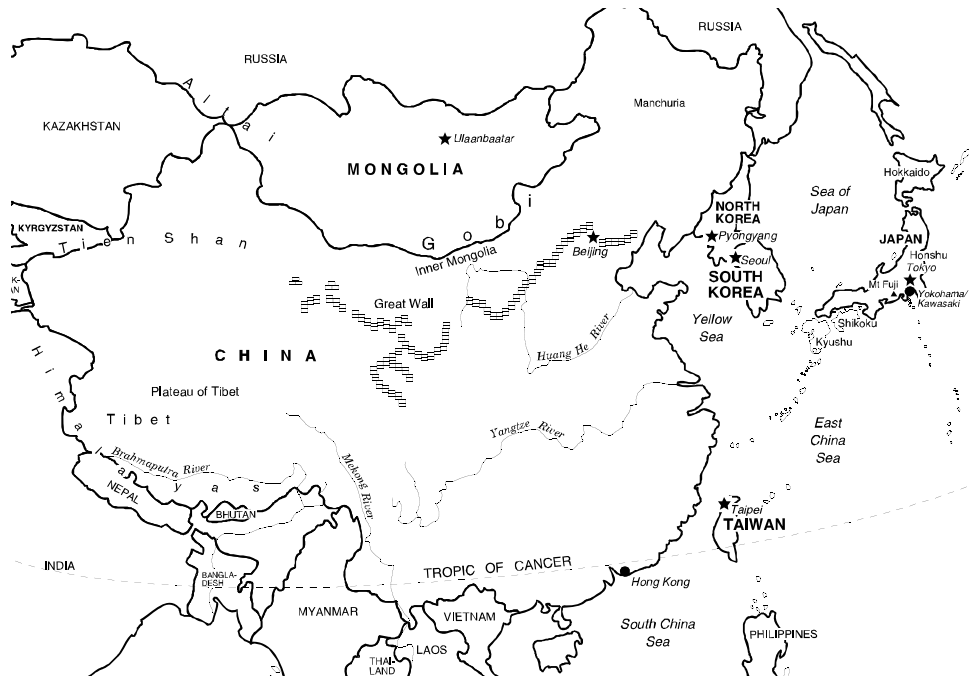 RUSSIA
RUSSIA
Altai
KAZAKHSTAN
Manchuria
Ulaanbaatar
MONGOLIA
Hokkaido
Sea of
Japan
KYRGYZSTAN
NORTH
KOREA
Tien Shan
Gobi
Pyongyang
JAPAN
Beijing
Inner Mongolia
Honshu
Seoul
Tokyo
SOUTH
KOREA
K-
AN
Mt Fuji
Yokohama/
Kawasaki
Great Wall
Yellow
Sea
Shikoku
Kyushu
Huang He River
CHINA
Himalayas
Plateau of Tibet
Tibet
Yangtze River
East
China
Sea
Brahmaputra River
Mekong River
NEPAL
BHUTAN
Taipei
TAIWAN
INDIA
TROPIC OF CANCER
BANGLA-
DESH
Hong Kong
MYANMAR
VIETNAM
South China
Sea
PHILIPPINES
LAOS
THAI-
LAND